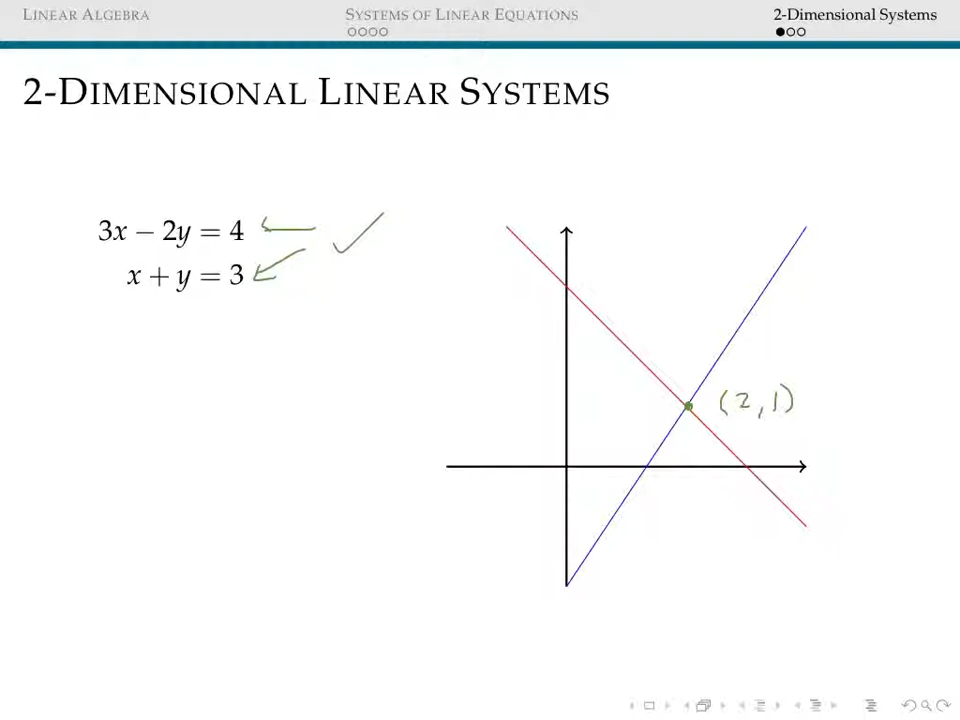 LINEAR ALGEBRA
SYSTEMS OF LINEAR EQUATIONS
2-Dimensional Systems
2-DIMENSIONAL LINEAR SYSTEMS
3x − 2y = 4
x + y = 3
(2,1)